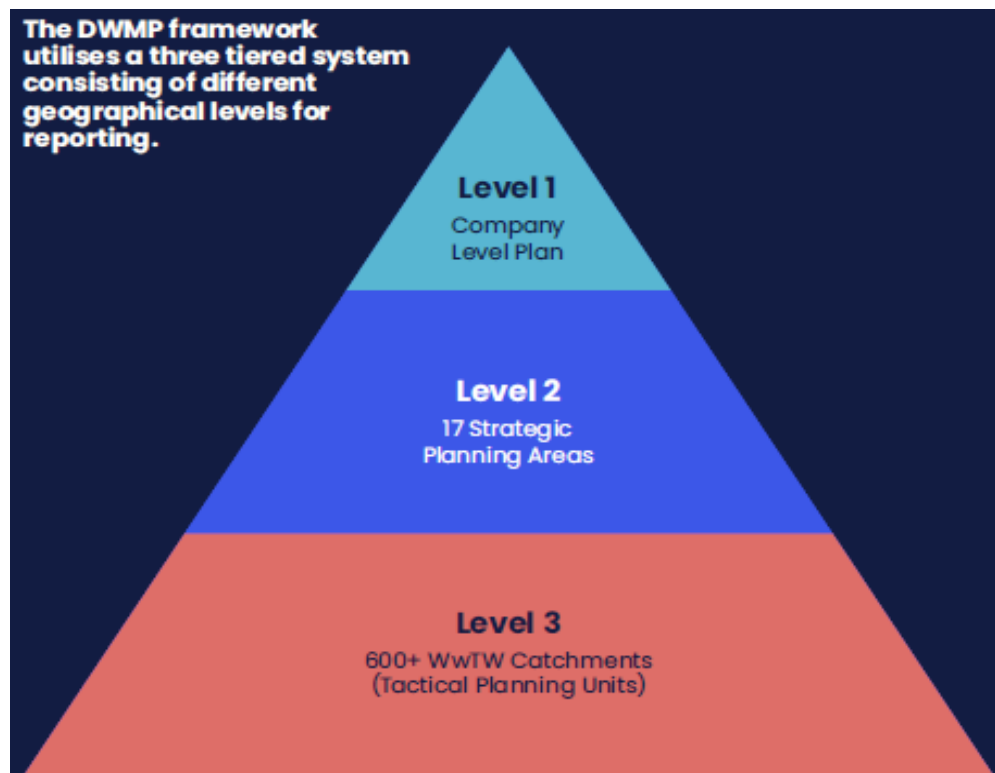 The DWMP framework
utilises a three tiered system
consisting of different
geographical levels for
reporting.
Level 1
Company
Level Plan
Level 2
17 Strategic
Planning Areas
Level 3
600+ WwTW Catchments
(Tactical Planning Units)